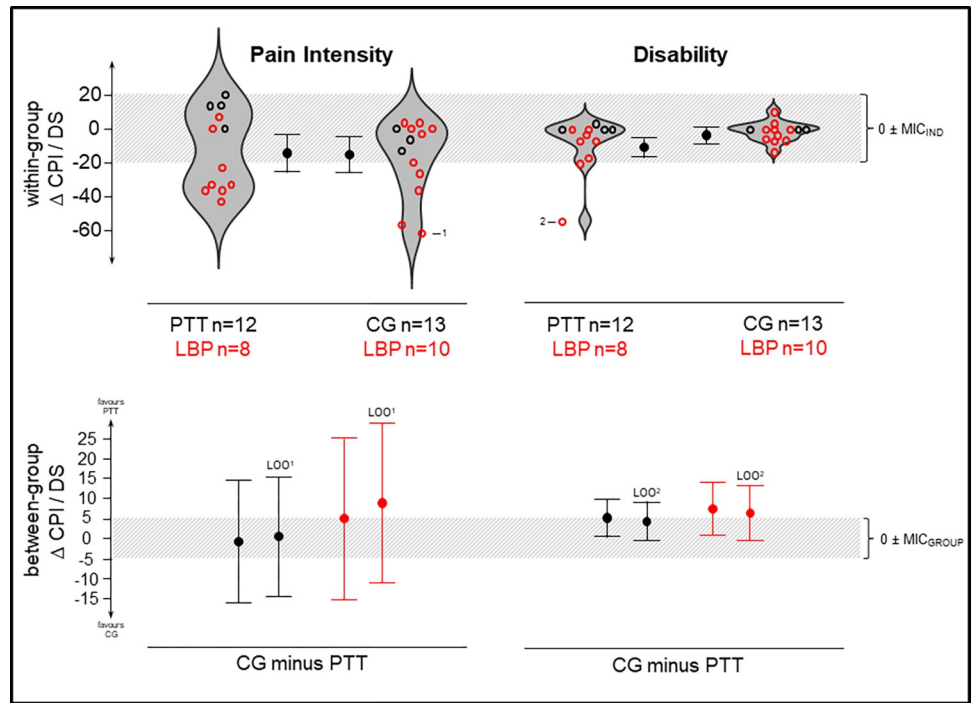 Pain Intensity
Disability
within-group
Δ CPI / DS
20
0
-20
-40
-60
1
2
0 ± MICIND
PTT n=12
LBP n=8
CG n=13
LBP n=10
PTT n=12
LBP n=8
CG n=13
LBP n=10
between-group
Δ CPI / DS
favours
PTT
25
20
15
10
5
0
-5
-10
-15
favours
CG
LOO¹
LOO¹
LOO²
LOO²
0 ± MICGROUP
CG minus PTT
CG minus PTT